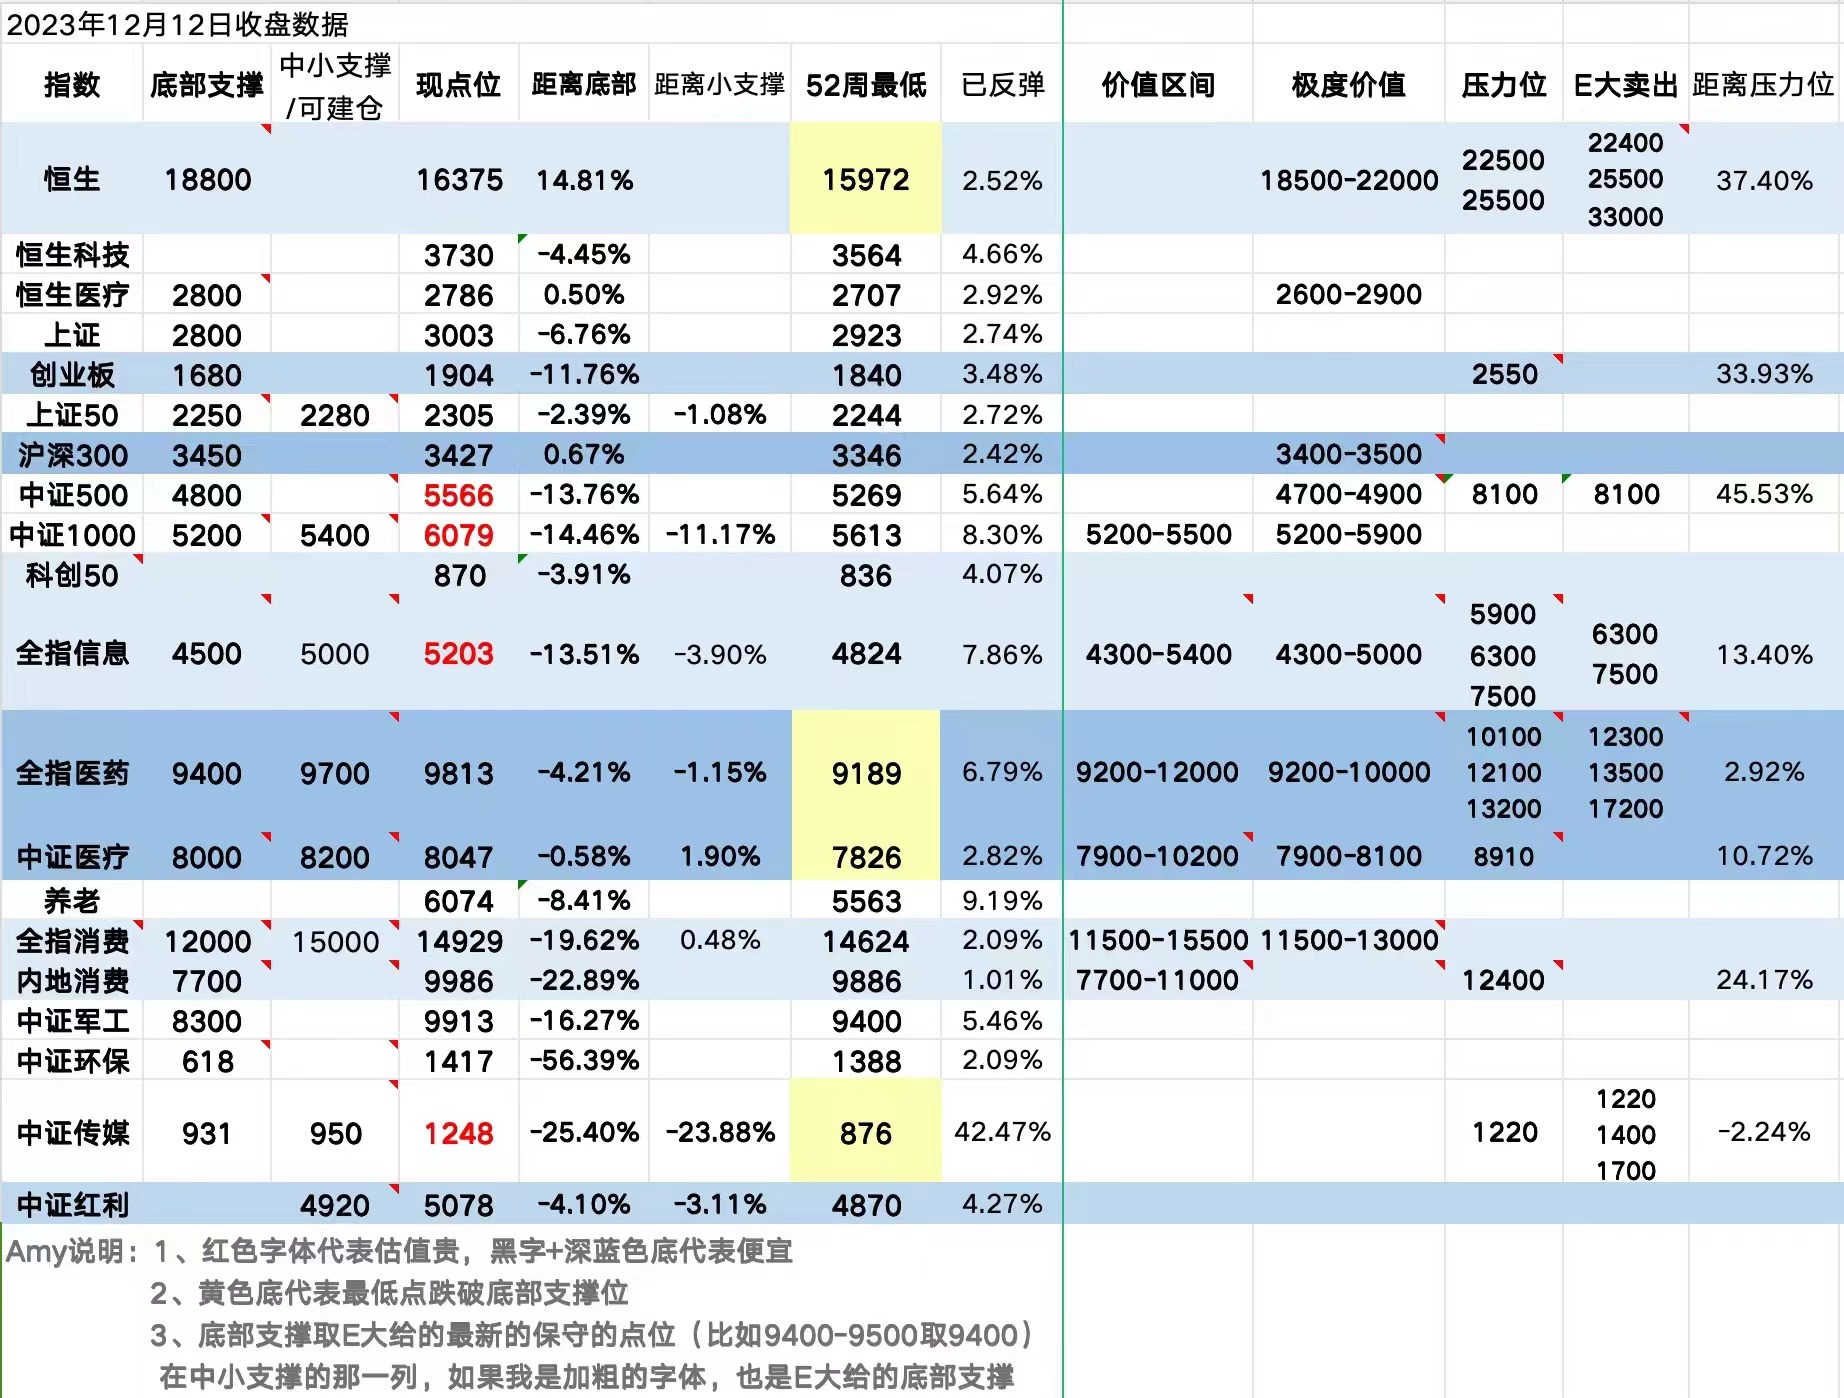 2023年12月12日收盘数据
指数 底部支撑 中小支撑/可建仓 现点位 距离底部 距离小支撑 52周最低 已反弹 价值区间 极度价值 压力位 E大卖出 距离压力位
恒生 18800 16375 14.81% 15972 2.52% 18500-22000 22500 25500 22400 25500 33000 37.40%
恒生科技 3730 -4.45% 3564 4.66%
恒生医疗 2800 2786 0.50% 2707 2.92% 2600-2900
上证 2800 3003 -6.76% 2923 2.74%
创业板 1680 1904 -11.76% 1840 3.48% 2550 33.93%
上证50 2250 2280 2305 -2.39% -1.08% 2244 2.72%
沪深300 3450 3427 0.67% 3346 2.42% 3400-3500
中证500 4800 5566 -13.76% 5269 5.64% 4700-4900 8100 8100 45.53%
中证1000 5200 5400 6079 -14.46% -11.17% 5613 8.30% 5200-5500 5200-5900
科创50 870 -3.91% 836 4.07%
全指信息 4500 5000 5203 -13.51% -3.90% 4824 7.86% 4300-5400 4300-5000 5900 6300 7500 6300 7500 13.40%
全指医药 9400 9700 9813 -4.21% -1.15% 9189 6.79% 9200-12000 9200-10000 10100 12100 13200 12300 13500 17200 2.92%
中证医疗 8000 8200 8047 -0.58% 1.90% 7826 2.82% 7900-10200 7900-8100 8910 10.72%
养老 6074 -8.41% 5563 9.19%
全指消费 12000 15000 14929 -19.62% 0.48% 14624 2.09% 11500-15500 11500-13000
内地消费 7700 9986 -22.89% 9886 1.01% 7700-11000 12400 24.17%
中证军工 8300 9913 -16.27% 9400 5.46%
中证环保 618 1417 -56.39% 1388 2.09%
中证传媒 931 950 1248 -25.40% -23.88% 876 42.47% 1220 1220 1400 1700 -2.24%
中证红利 4920 5078 -4.10% -3.11% 4870 4.27%
Amy说明：1、红色字体代表估值贵，黑字+深蓝色底代表便宜
2、黄色底代表最低点跌破底部支撑位
3、底部支撑取E大给的最新的保守的点位（比如9400-9500取9400）
在中小支撑的那一列，如果我是加粗的字体，也是E大给的底部支撑